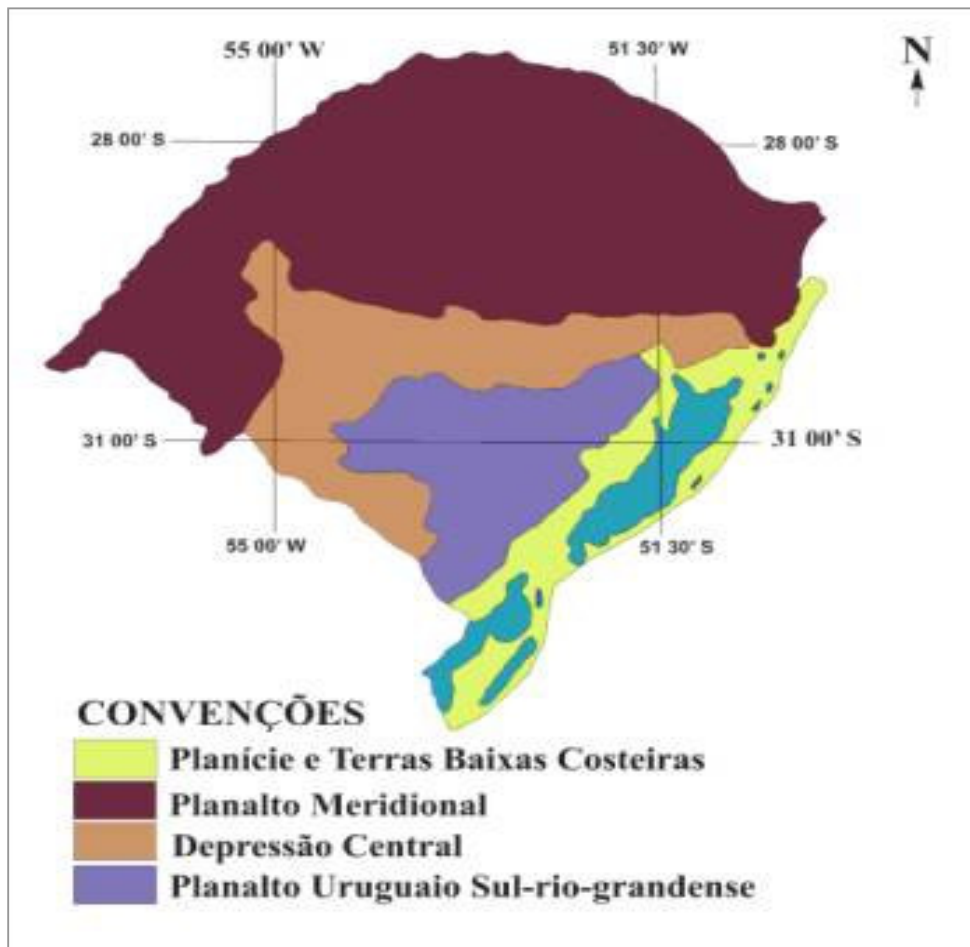 55 00' W
51 30' W
N
28 00' S
28 00' S
31 00' S
31 00' S
55 00' W
51 30' S
CONVENÇÕES
Planície e Terras Baixas Costeiras
Planalto Meridional
Depressão Central
Planalto Uruguaio Sul-rio-grandense